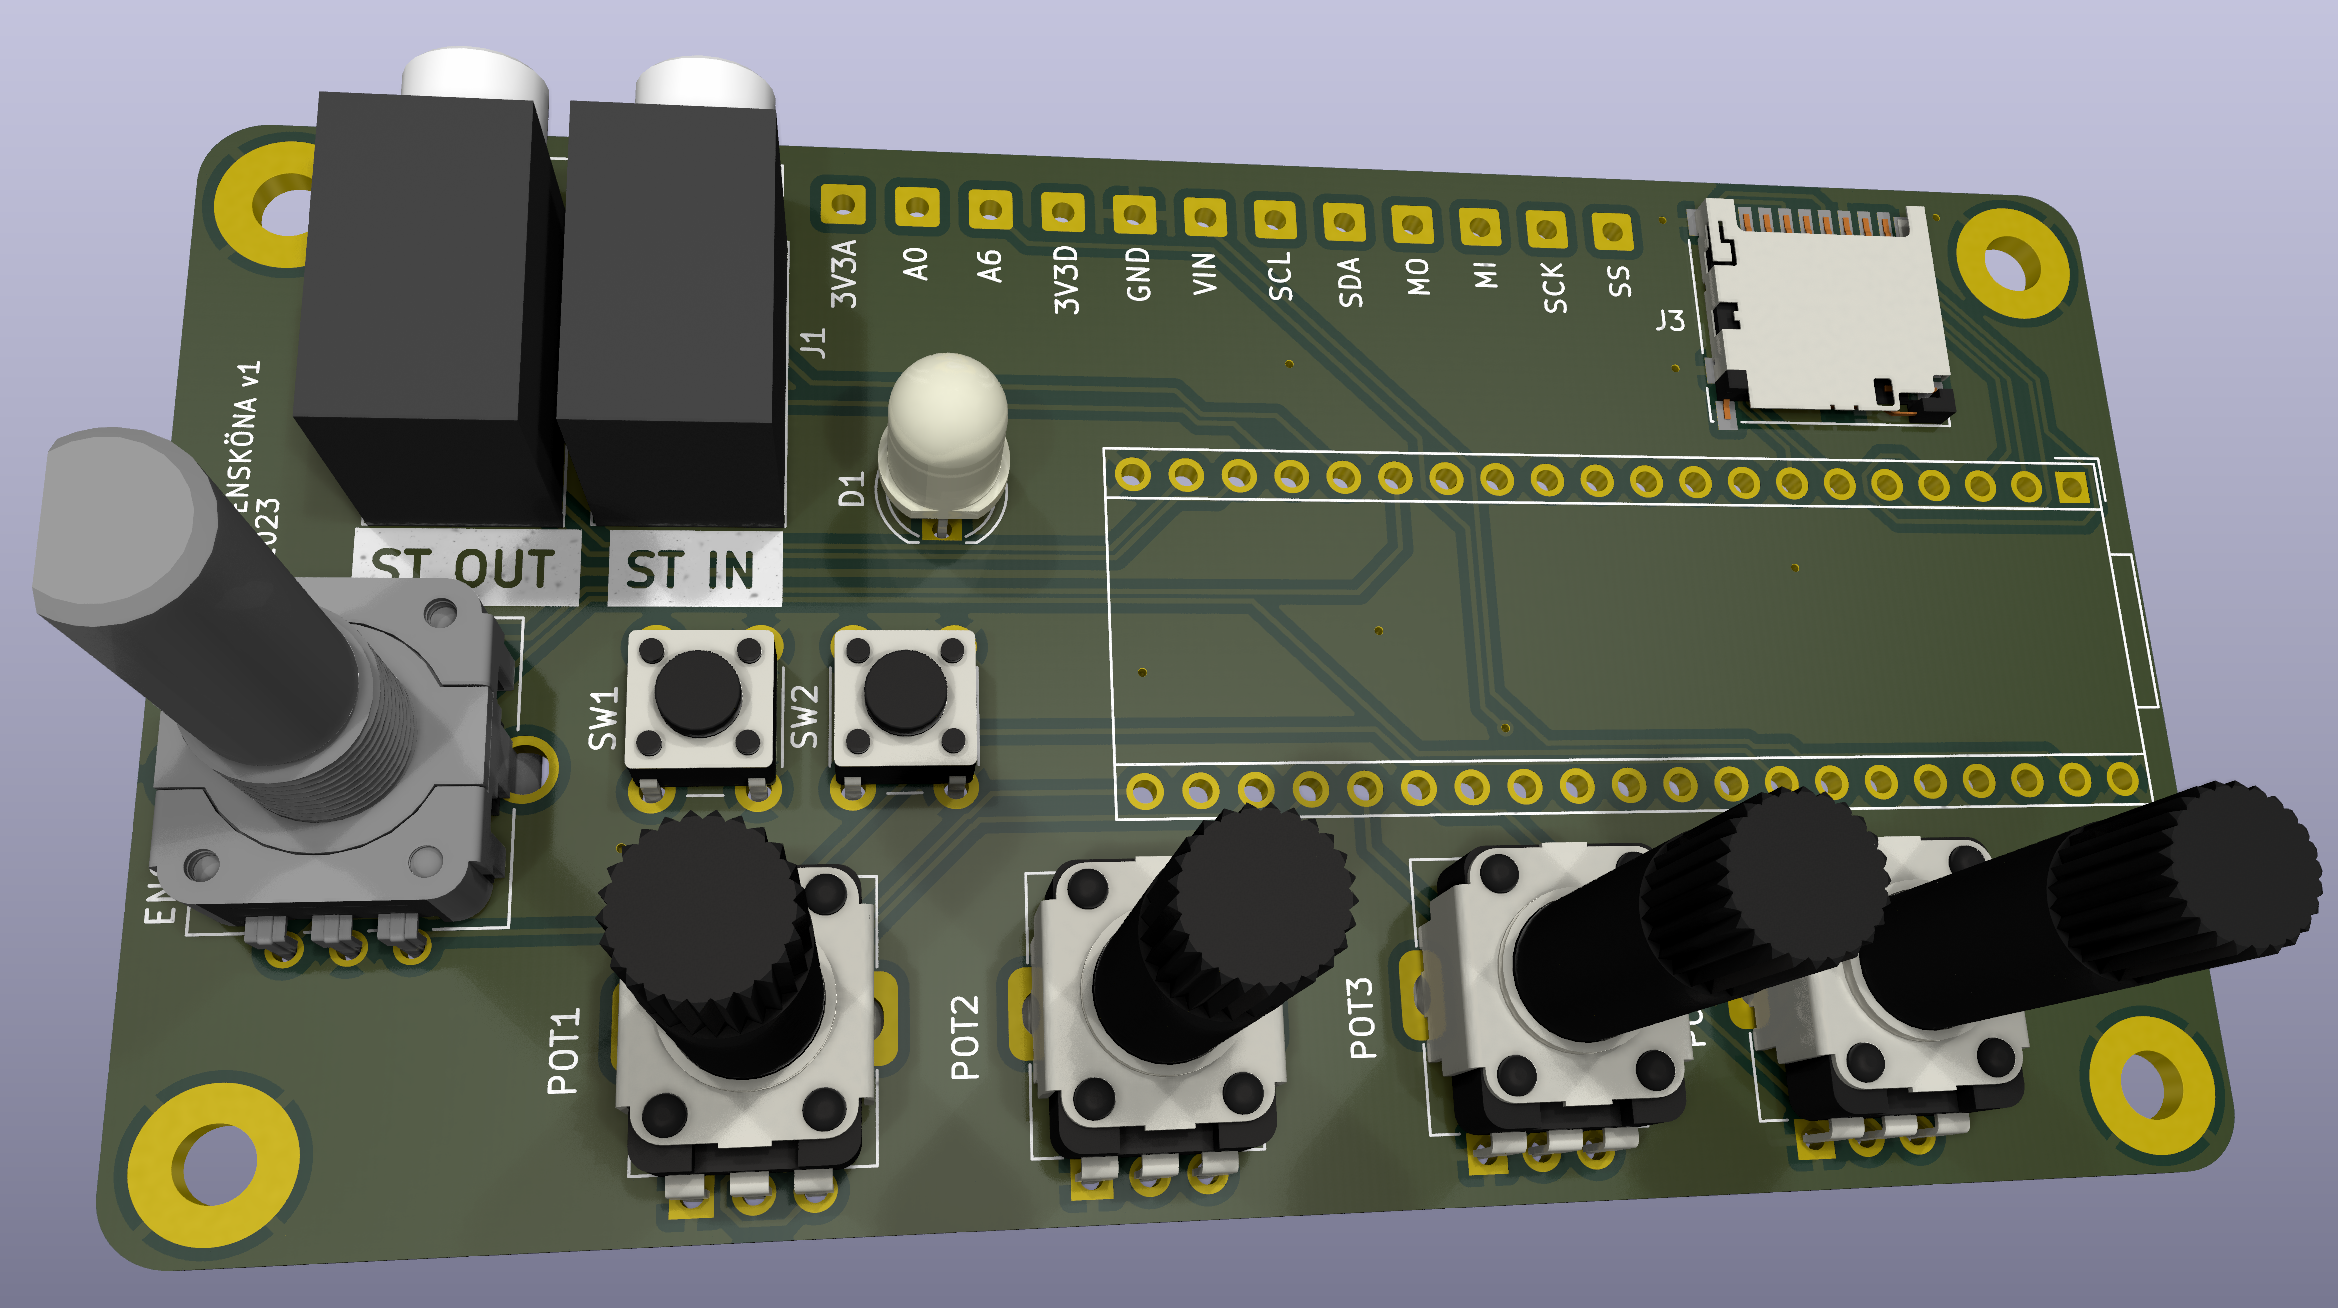 3V3A
A0
A6
3V3D
GND
VIN
SCL
SDA
MO
MI
SCK
SS
J1
J3
ENSKÖNA v1
D1
ST OUT
ST IN
SW1
SW2
POT1
POT2
POT3